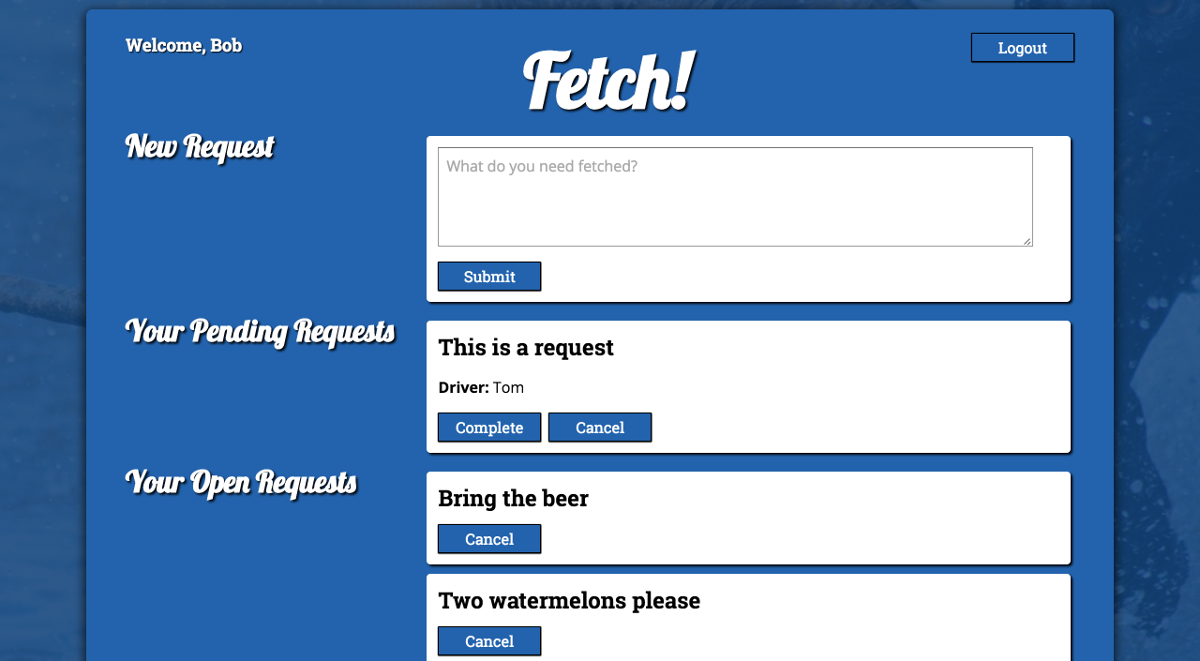 Welcome, Bob
Logout
Fetch!
New Request
What do you need fetched?
Submit
Your Pending Requests
This is a request
Driver: Tom
Complete Cancel
Your Open Requests
Bring the beer
Cancel
Two watermelons please
Cancel